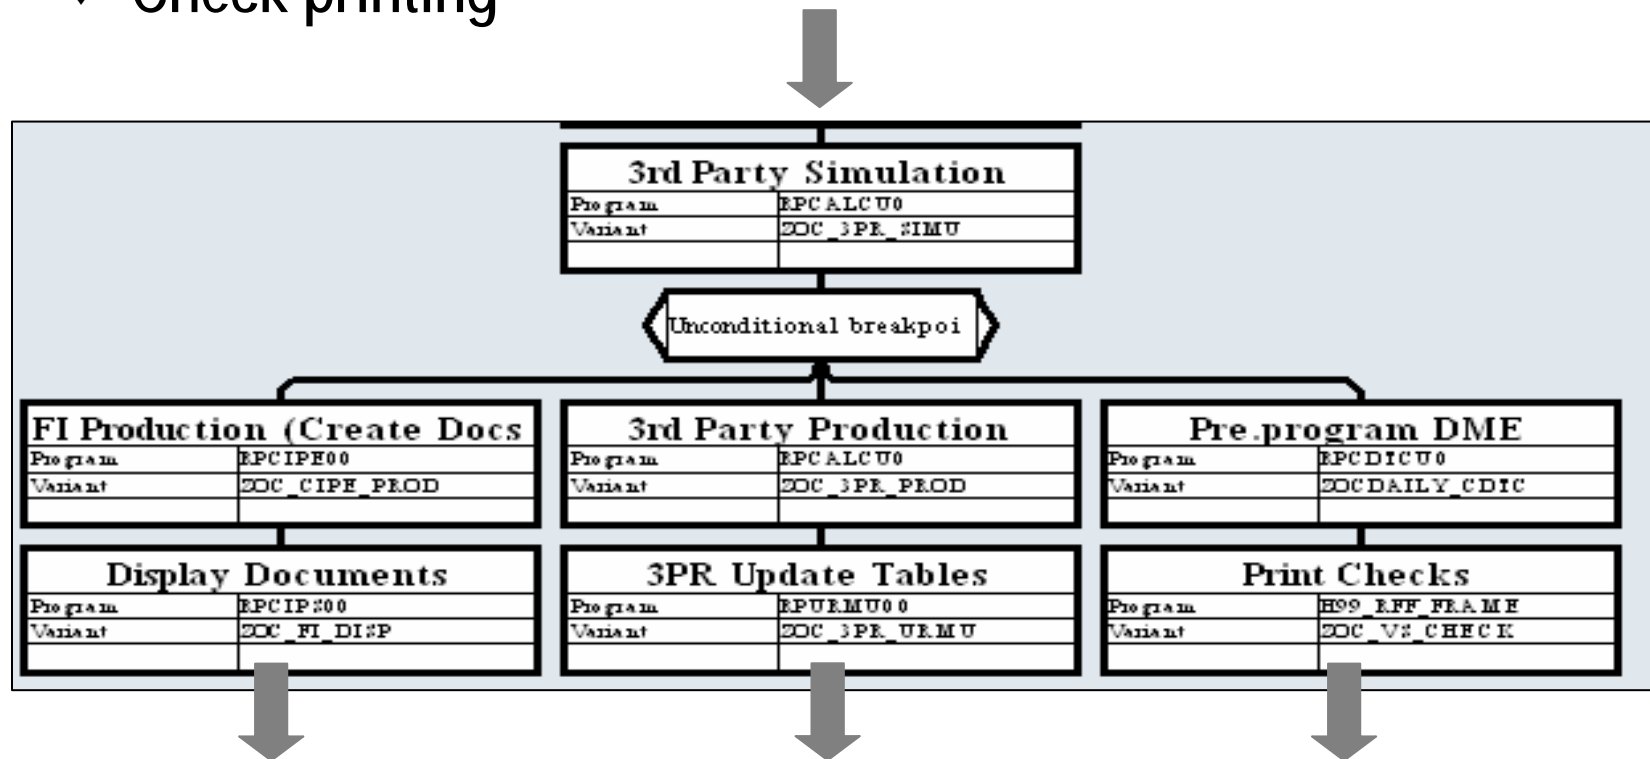 Check printing
3rd Party Simulation
Program RPCALCU0
Variant ZOC_3PR_SIMU
Unconditional breakpoi
FI Production (Create Docs
Program RPCIPE00
Variant ZOC_CIPE_PROD
3rd Party Production
Program RPCALCU0
Variant ZOC_3PR_PROD
Pre.program DME
Program RPCDTCU0
Variant ZOCDAILY_CDTC
Display Documents
Program RPCIPS00
Variant ZOC_FI_DISP
3PR Update Tables
Program RPURMU00
Variant ZOC_3PR_URMU
Print Checks
Program H99_RFF_FRAME
Variant ZOC_VS_CHECK